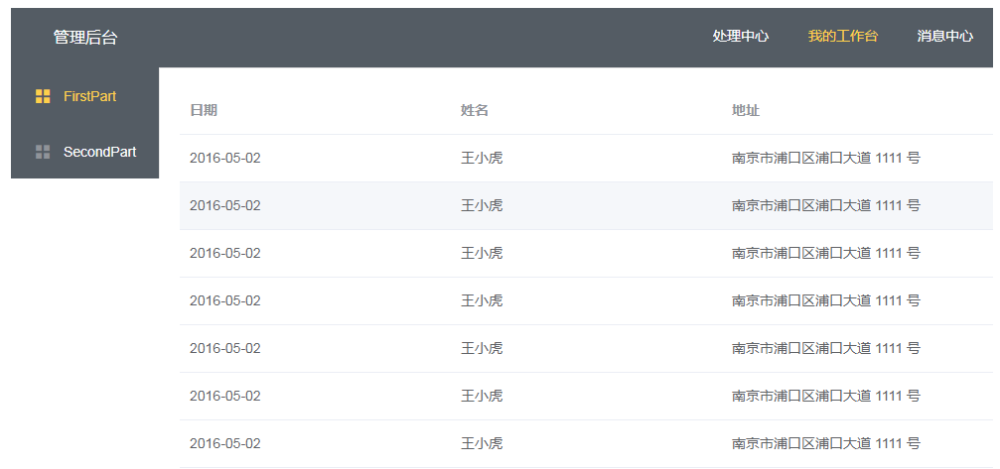 管理后台 处理中心 我的工作台 消息中心
FirstPart
SecondPart
日期 姓名 地址
2016-05-02 王小虎 南京市浦口区浦口大道 1111 号
2016-05-02 王小虎 南京市浦口区浦口大道 1111 号
2016-05-02 王小虎 南京市浦口区浦口大道 1111 号
2016-05-02 王小虎 南京市浦口区浦口大道 1111 号
2016-05-02 王小虎 南京市浦口区浦口大道 1111 号
2016-05-02 王小虎 南京市浦口区浦口大道 1111 号
2016-05-02 王小虎 南京市浦口区浦口大道 1111 号